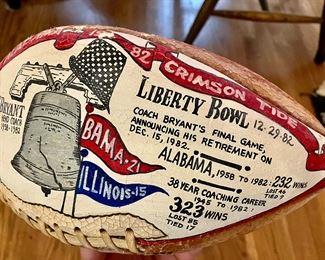 '82
CRIMSON TIDE
LIBERTY BOWL
12-29-82
COACH BRYANT'S FINAL GAME,
ANNOUNCING HIS RETIREMENT ON
DEC. 15, 1982.
ALABAMA, 1958 TO 1982: 232 WINS
LOST 46
TIED 9
38 YEAR COACHING CAREER
1945 TO 1982:
323 WINS
LOST 85
TIED 17
BRYANT
HEAD COACH
1958-1982
BAMA-21
ILLINOIS-15